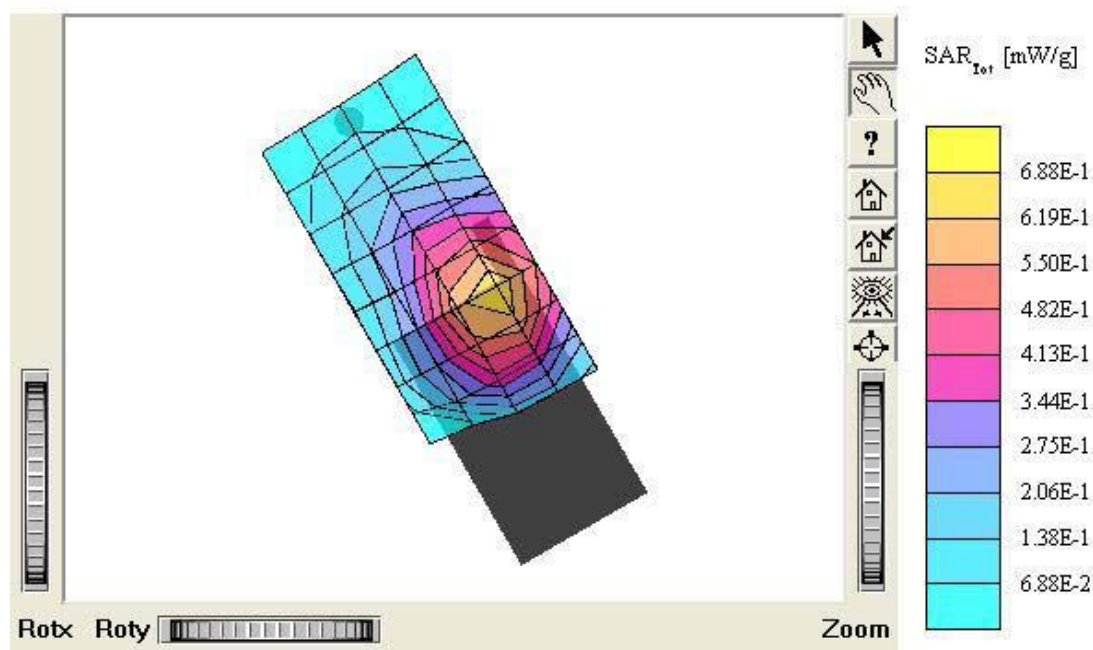 SAR_Tot [mW/g]
?
6.88E-1
6.19E-1
5.50E-1
4.82E-1
4.13E-1
3.44E-1
2.75E-1
2.06E-1
1.38E-1
6.88E-2
Rotx Roty Zoom